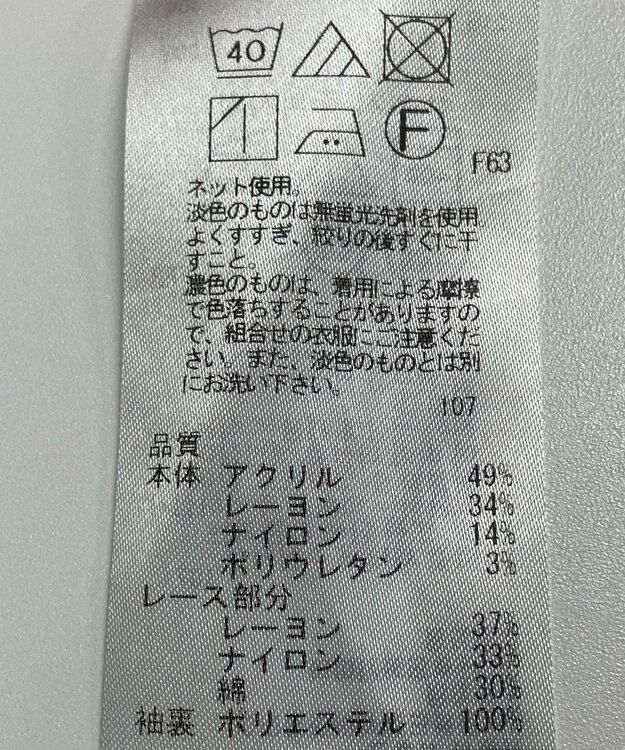 40
F
F63
ネット使用。
淡色のものは無蛍光洗剤を使用
よくすすぎ、絞りの後すぐに干
すこと。
濃色のものは、着用による摩擦
で色落ちすることがありますの
で、組合せの衣服にご注意くだ
さい。また、淡色のものとは別
にお洗い下さい。
107
品質
本体 アクリル 49%
レーヨン 34%
ナイロン 14%
ポリウレタン 3%
レース部分
レーヨン 37%
ナイロン 33%
綿 30%
袖裏 ポリエステル 100%